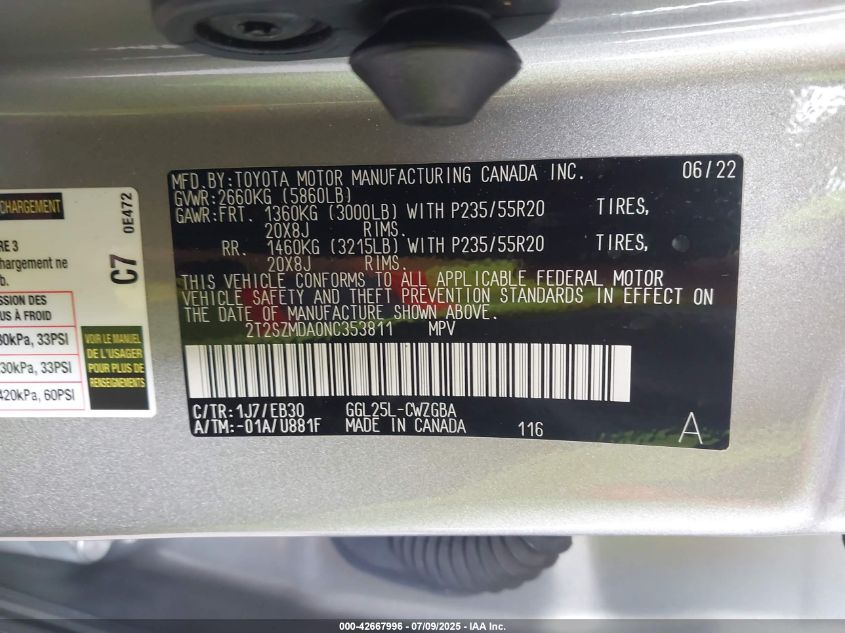 CHARGEMENT
0E472
RE 3
chargement ne
b.
C7
SSION DES
US À FROID
30kPa, 33PSI
30kPa, 33PSI
420kPa, 60PSI
VOIR LE MANUEL
DE L'USAGER
POUR PLUS DE
RENSEIGNEMENTS
MFD.BY:TOYOTA MOTOR MANUFACTURING CANADA INC. 06/22
GVWR:2660KG (5860LB)
GAWR:FRT. 1360KG (3000LB) WITH P235/55R20 TIRES,
20X8J RIMS.
RR. 1460KG (3215LB) WITH P235/55R20 TIRES,
20X8J RIMS.
THIS VEHICLE CONFORMS TO ALL APPLICABLE FEDERAL MOTOR
VEHICLE SAFETY AND THEFT PREVENTION STANDARDS IN EFFECT ON
THE DATE OF MANUFACTURE SHOWN ABOVE.
2T2SZMDA0NC353811 MPV
C/TR:1J7/EB30 GGL25L-CWZGBA
A/TM:-01A/U881F MADE IN CANADA 116 A
000-42667996 - 07/09/2025 - IAA Inc.